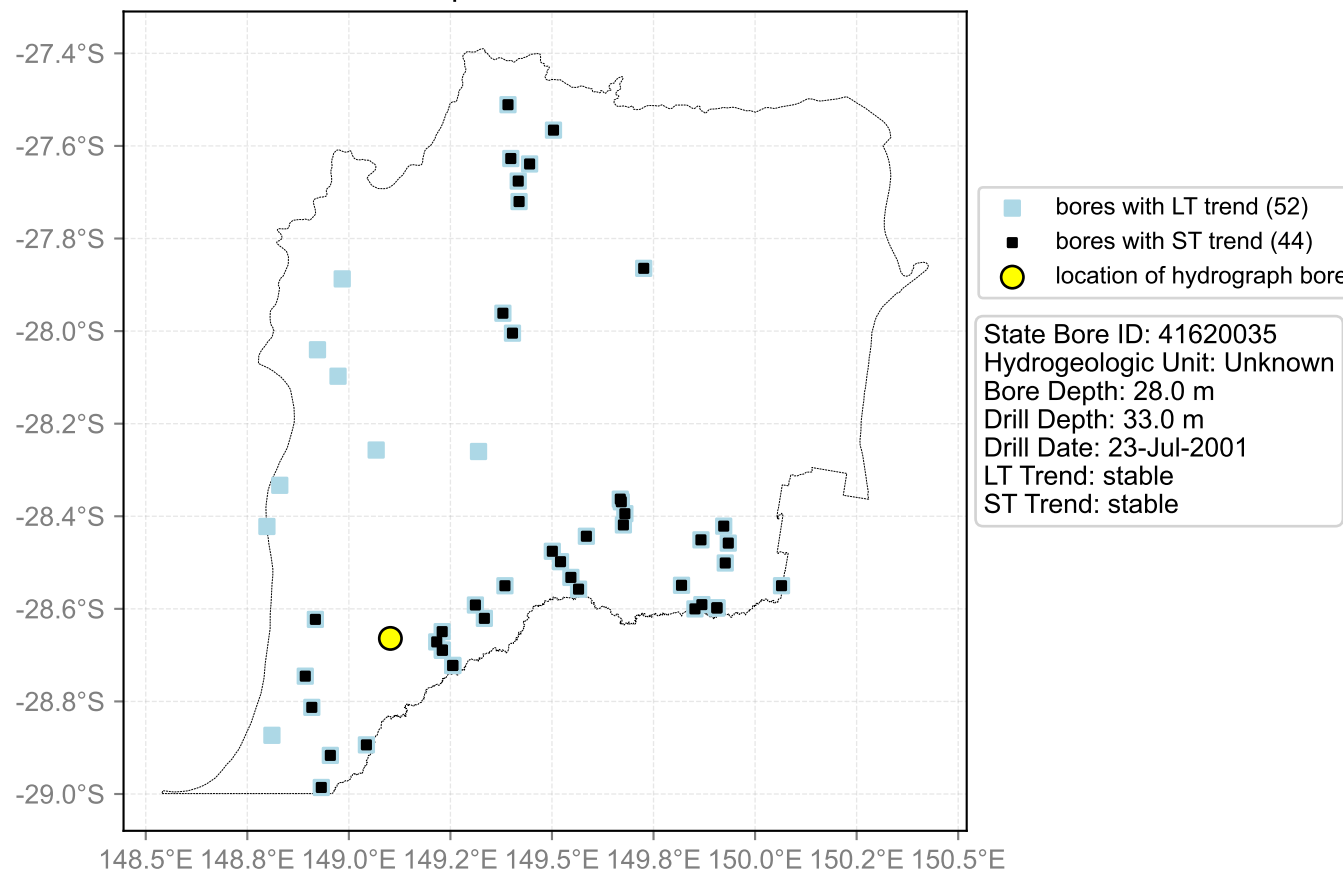 -27.4°S
-27.6°S
-27.8°S
-28.0°S
-28.2°S
-28.4°S
-28.6°S
-28.8°S
-29.0°S
148.5°E 148.8°E 149.0°E 149.2°E 149.5°E 149.8°E 150.0°E 150.2°E 150.5°E
bores with LT trend (52)
bores with ST trend (44)
location of hydrograph bore
State Bore ID: 41620035
Hydrogeologic Unit: Unknown
Bore Depth: 28.0 m
Drill Depth: 33.0 m
Drill Date: 23-Jul-2001
LT Trend: stable
ST Trend: stable